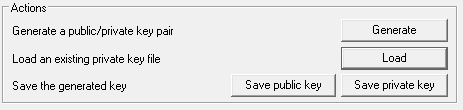 Actions
Generate a public/private key pair Generate
Load an existing private key file Load
Save the generated key Save public key Save private key